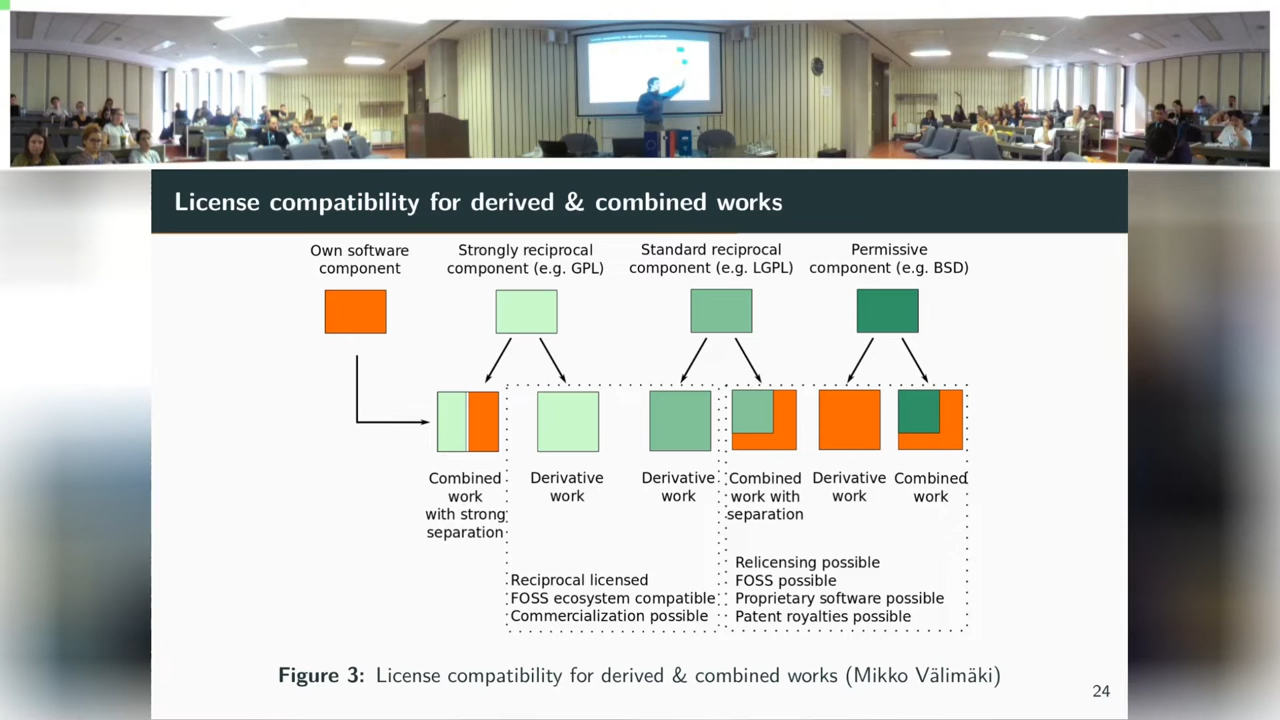 License compatibility for derived & combined works
Own software
component
Strongly reciprocal
component (e.g. GPL)
Standard reciprocal
component (e.g. LGPL)
Permissive
component (e.g. BSD)
Combined
work
with strong
separation
Derivative
work
Derivative
work
Combined
work with
separation
Derivative
work
Combined
work
Reciprocal licensed
FOSS ecosystem compatible
Commercialization possible
Relicensing possible
FOSS possible
Proprietary software possible
Patent royalties possible
Figure 3: License compatibility for derived & combined works (Mikko Välimäki)
24